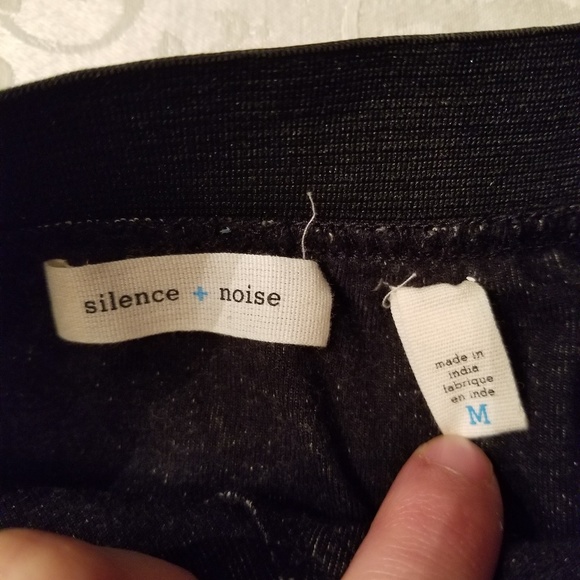 silence + noise
made in
india
fabrique
en inde
M